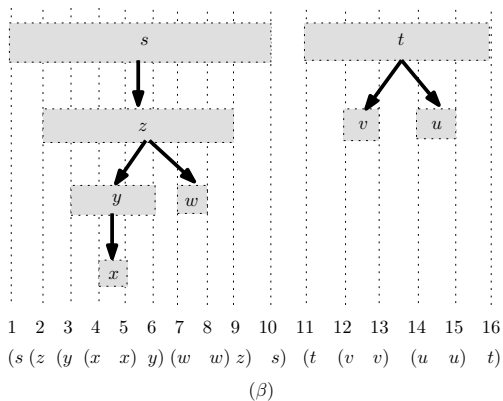 s t
z v u
y w
x
1 2 3 4 5 6 7 8 9 10 11 12 13 14 15 16
(s (z (y (x x) y) (w w) z) s) (t (v v) (u u) t)
(β)